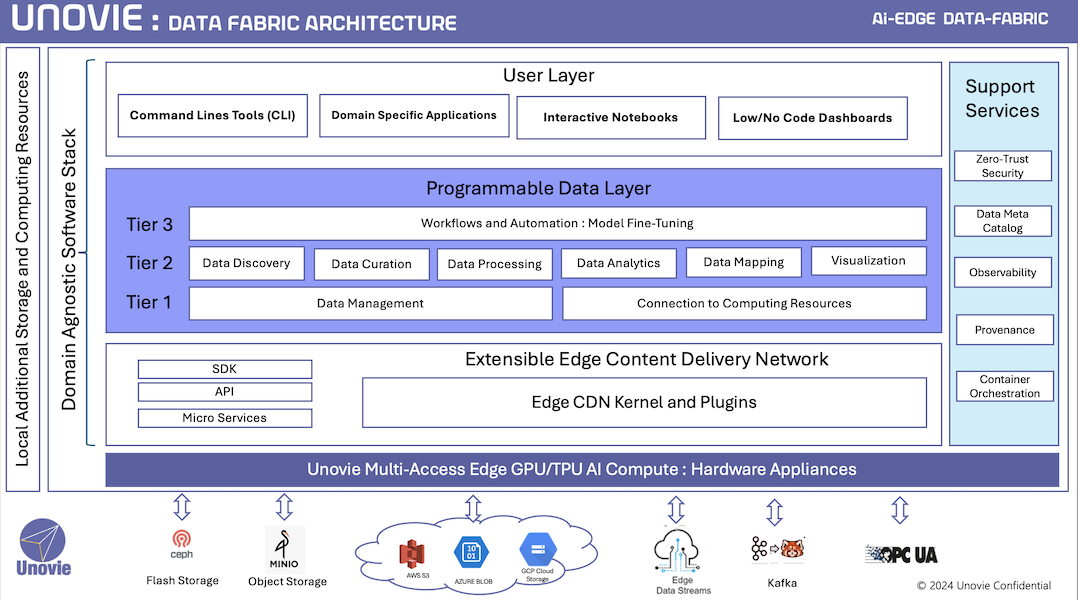 UNOVIE : DATA FABRIC ARCHITECTURE
Ai-EDGE DATA-FABRIC
Local Additional Storage and Computing Resources
Domain Agnostic Software Stack
User Layer
Command Lines Tools (CLI)
Domain Specific Applications
Interactive Notebooks
Low/No Code Dashboards
Programmable Data Layer
Tier 3
Workflows and Automation : Model Fine-Tuning
Tier 2
Data Discovery
Data Curation
Data Processing
Data Analytics
Data Mapping
Visualization
Tier 1
Data Management
Connection to Computing Resources
Extensible Edge Content Delivery Network
SDK
API
Micro Services
Edge CDN Kernel and Plugins
Support
Services
Zero-Trust
Security
Data Meta
Catalog
Observability
Provenance
Container
Orchestration
Unovie Multi-Access Edge GPU/TPU AI Compute : Hardware Appliances
Unovie
ceph
Flash Storage
MINIO
Object Storage
AWS S3
10
01
AZURE BLOB
GCP Cloud
Storage
Edge
Data Streams
Kafka
OPC UA
© 2024 Unovie Confidential